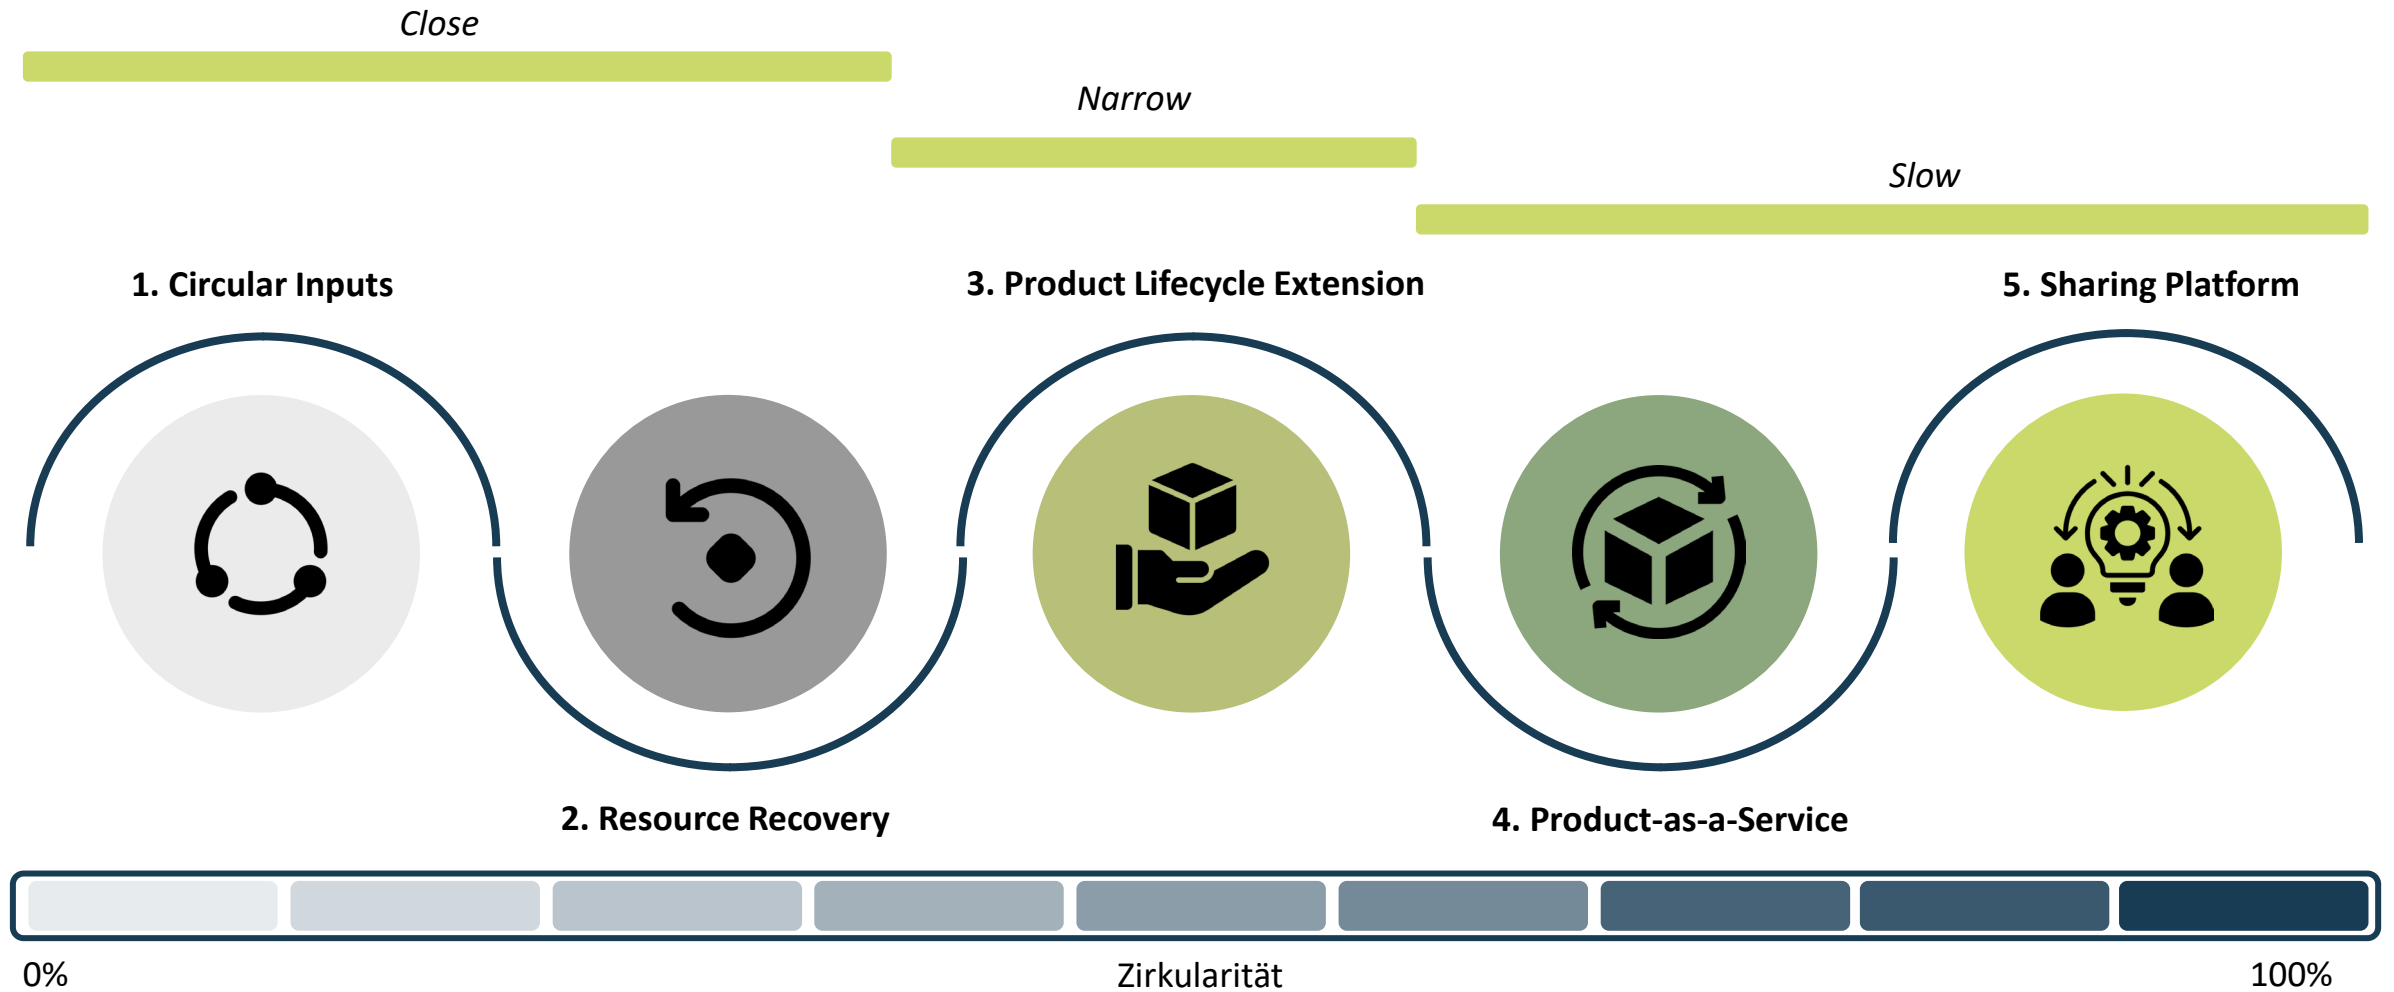 Close
Narrow
Slow
1. Circular Inputs
3. Product Lifecycle Extension
5. Sharing Platform
2. Resource Recovery
4. Product-as-a-Service
0%
Zirkularität
100%